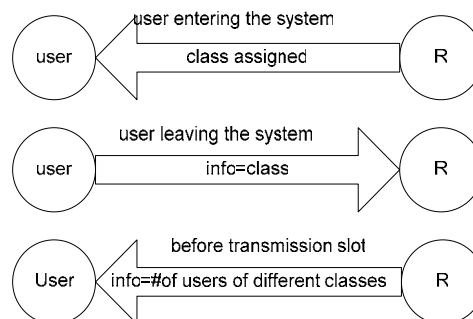 user entering the system
user
class assigned
R
user leaving the system
user
info=class
R
before transmission slot
User
info=#of users of different classes
R